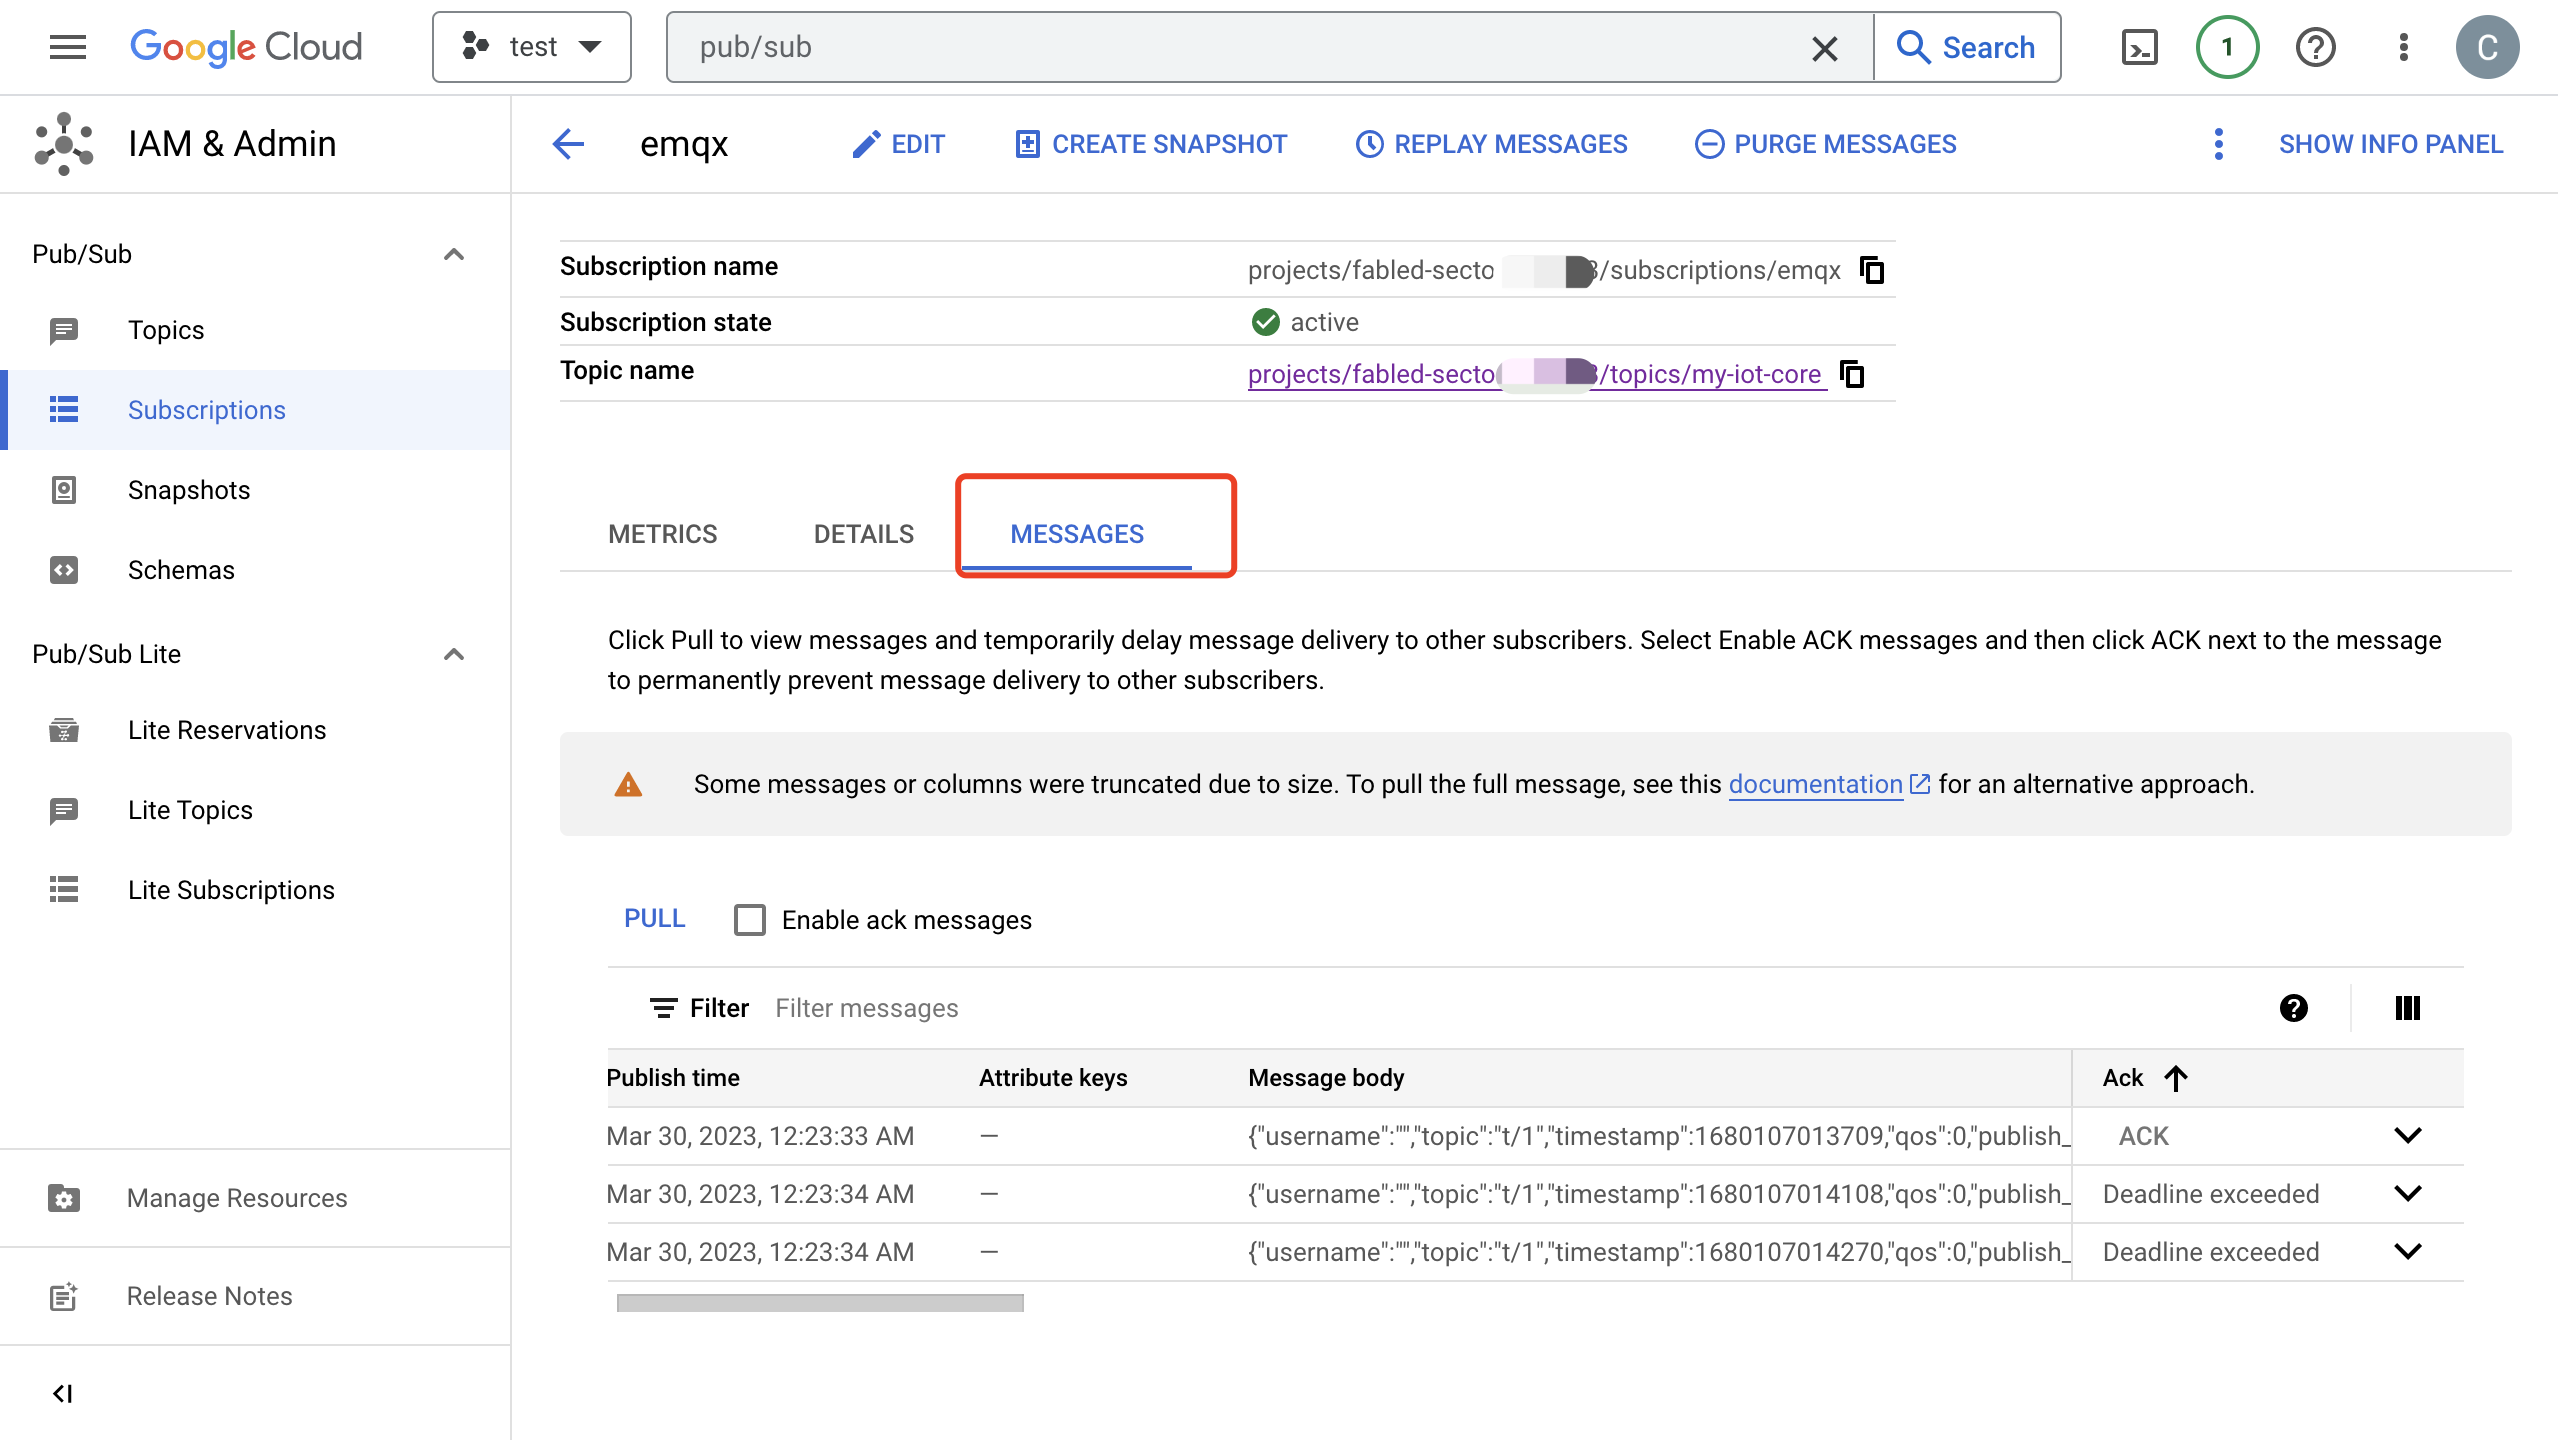 Google Cloud
test
pub/sub
Search
1
C
IAM & Admin
emqx
EDIT
CREATE SNAPSHOT
REPLAY MESSAGES
PURGE MESSAGES
SHOW INFO PANEL
Pub/Sub
Topics
Subscriptions
Snapshots
Schemas
Pub/Sub Lite
Lite Reservations
Lite Topics
Lite Subscriptions
Manage Resources
Release Notes
Subscription name
projects/fabled-secto /subscriptions/emqx
Subscription state
active
Topic name
projects/fabled-secto /topics/my-iot-core
METRICS
DETAILS
MESSAGES
Click Pull to view messages and temporarily delay message delivery to other subscribers. Select Enable ACK messages and then click ACK next to the message
to permanently prevent message delivery to other subscribers.
Some messages or columns were truncated due to size. To pull the full message, see this documentation for an alternative approach.
PULL
Enable ack messages
Filter Filter messages
Publish time Attribute keys Message body Ack
Mar 30, 2023, 12:23:33 AM — {"username":"","topic":"t/1","timestamp":1680107013709,"qos":0,"publish_ ACK
Mar 30, 2023, 12:23:34 AM — {"username":"","topic":"t/1","timestamp":1680107014108,"qos":0,"publish_ Deadline exceeded
Mar 30, 2023, 12:23:34 AM — {"username":"","topic":"t/1","timestamp":1680107014270,"qos":0,"publish_ Deadline exceeded